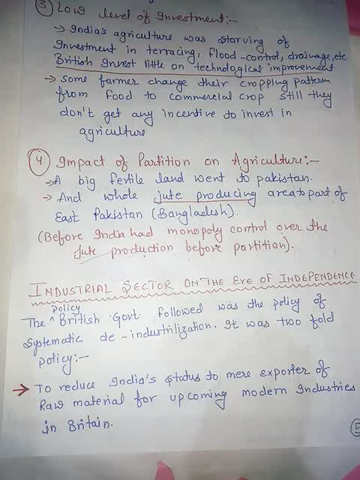 ③ Low level of Investment:-
→ India's agriculture was starving of
Investment in terracing, flood-control, drainage, etc
British Invest little on technological improvement
→ Some farmer change their cropping pattern
from food to commercial crop still they
don't get any incentive to invest in
agriculture
④ Impact of Partition on Agriculture:-
→ A big fertile land went to pakistan.
→ And whole jute producing area to part of
East Pakistan (Bangladesh).
(Before India had monopoly control over the
Jute production before partition).
INDUSTRIAL SECTOR ON THE EVE OF INDEPENDENCE
policy
The ^ British Govt followed was the policy of
systematic de-industrilization. It was two fold
policy:-
→ To reduce India's status to mere exporter of
Raw material for upcoming modern Industries
in Britain.